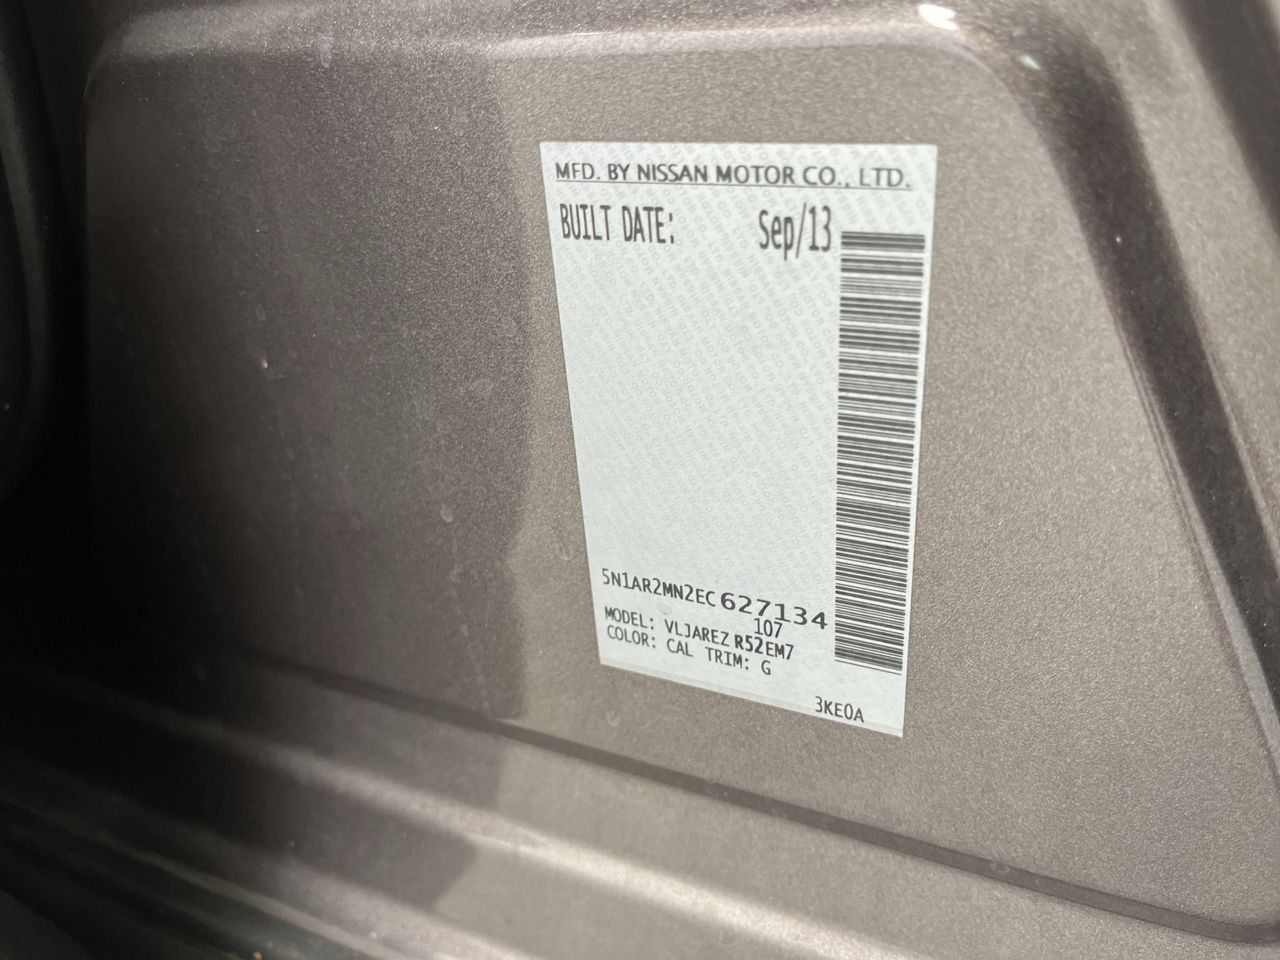 MFD. BY NISSAN MOTOR CO., LTD.
BUILT DATE: Sep/13
5N1AR2MN2EC627134
107
MODEL: VLJAREZ R52EM7
COLOR: CAL TRIM: G
3KE0A